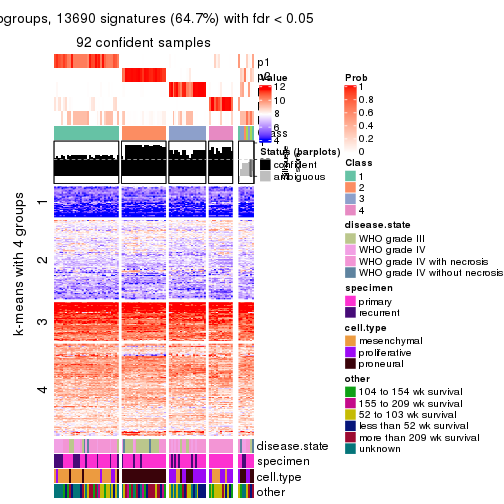 ogroups, 13690 signatures (64.7%) with fdr < 0.05
92 confident samples
p1
value
12
10
8
6
4
Prob
1
0.8
0.6
0.4
0.2
0
Status (barplots)
confident
ambiguous
Class
1
2
3
4
disease.state
WHO grade III
WHO grade IV
WHO grade IV with necrosis
WHO grade IV without necrosis
specimen
primary
recurrent
cell.type
mesenchymal
proliferative
proneural
other
104 to 154 wk survival
155 to 209 wk survival
52 to 103 wk survival
less than 52 wk survival
more than 209 wk survival
unknown
k-means with 4 groups
1
2
3
4
disease.state
specimen
cell.type
other